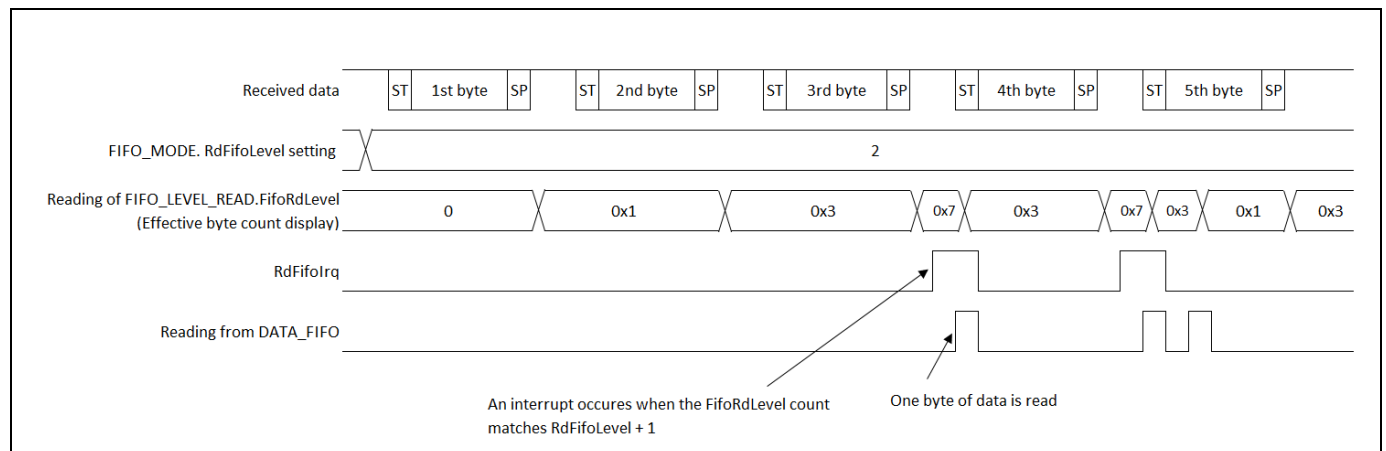 Received data ST 1st byte SP ST 2nd byte SP ST 3rd byte SP ST 4th byte SP ST 5th byte SP
FIFO_MODE. RdFifoLevel setting 2
Reading of FIFO_LEVEL_READ.FifoRdLevel
(Effective byte count display)
0 0x1 0x3 0x7 0x3 0x7 0x3 0x1 0x3
RdFifoIrq
Reading from DATA_FIFO
An interrupt occures when the FifoRdLevel count
matches RdFifoLevel + 1
One byte of data is read